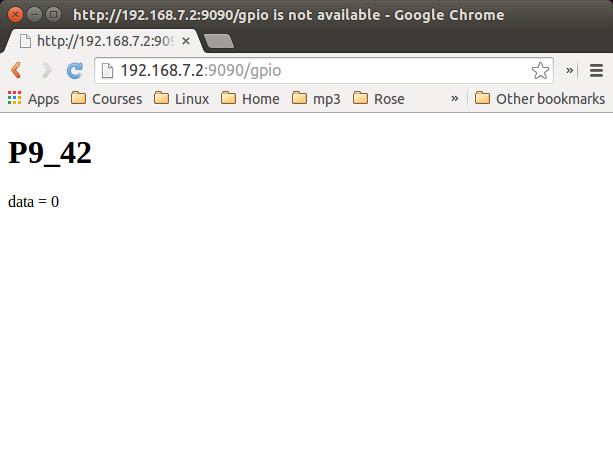 http://192.168.7.2:9090/gpio is not available - Google Chrome
http://192.168.7.2:909
192.168.7.2:9090/gpio
»
Apps Courses Linux Home mp3 Rose » Other bookmarks
P9_42
data = 0